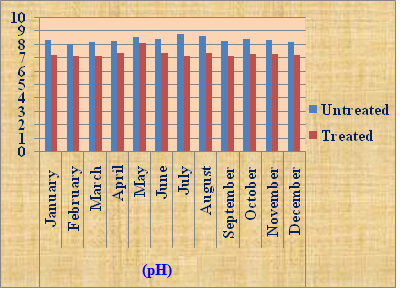 10
9
8
7
6
5
4
3
2
1
0
Untreated
Treated
January
February
March
April
May
June
July
August
September
October
November
December
(pH)